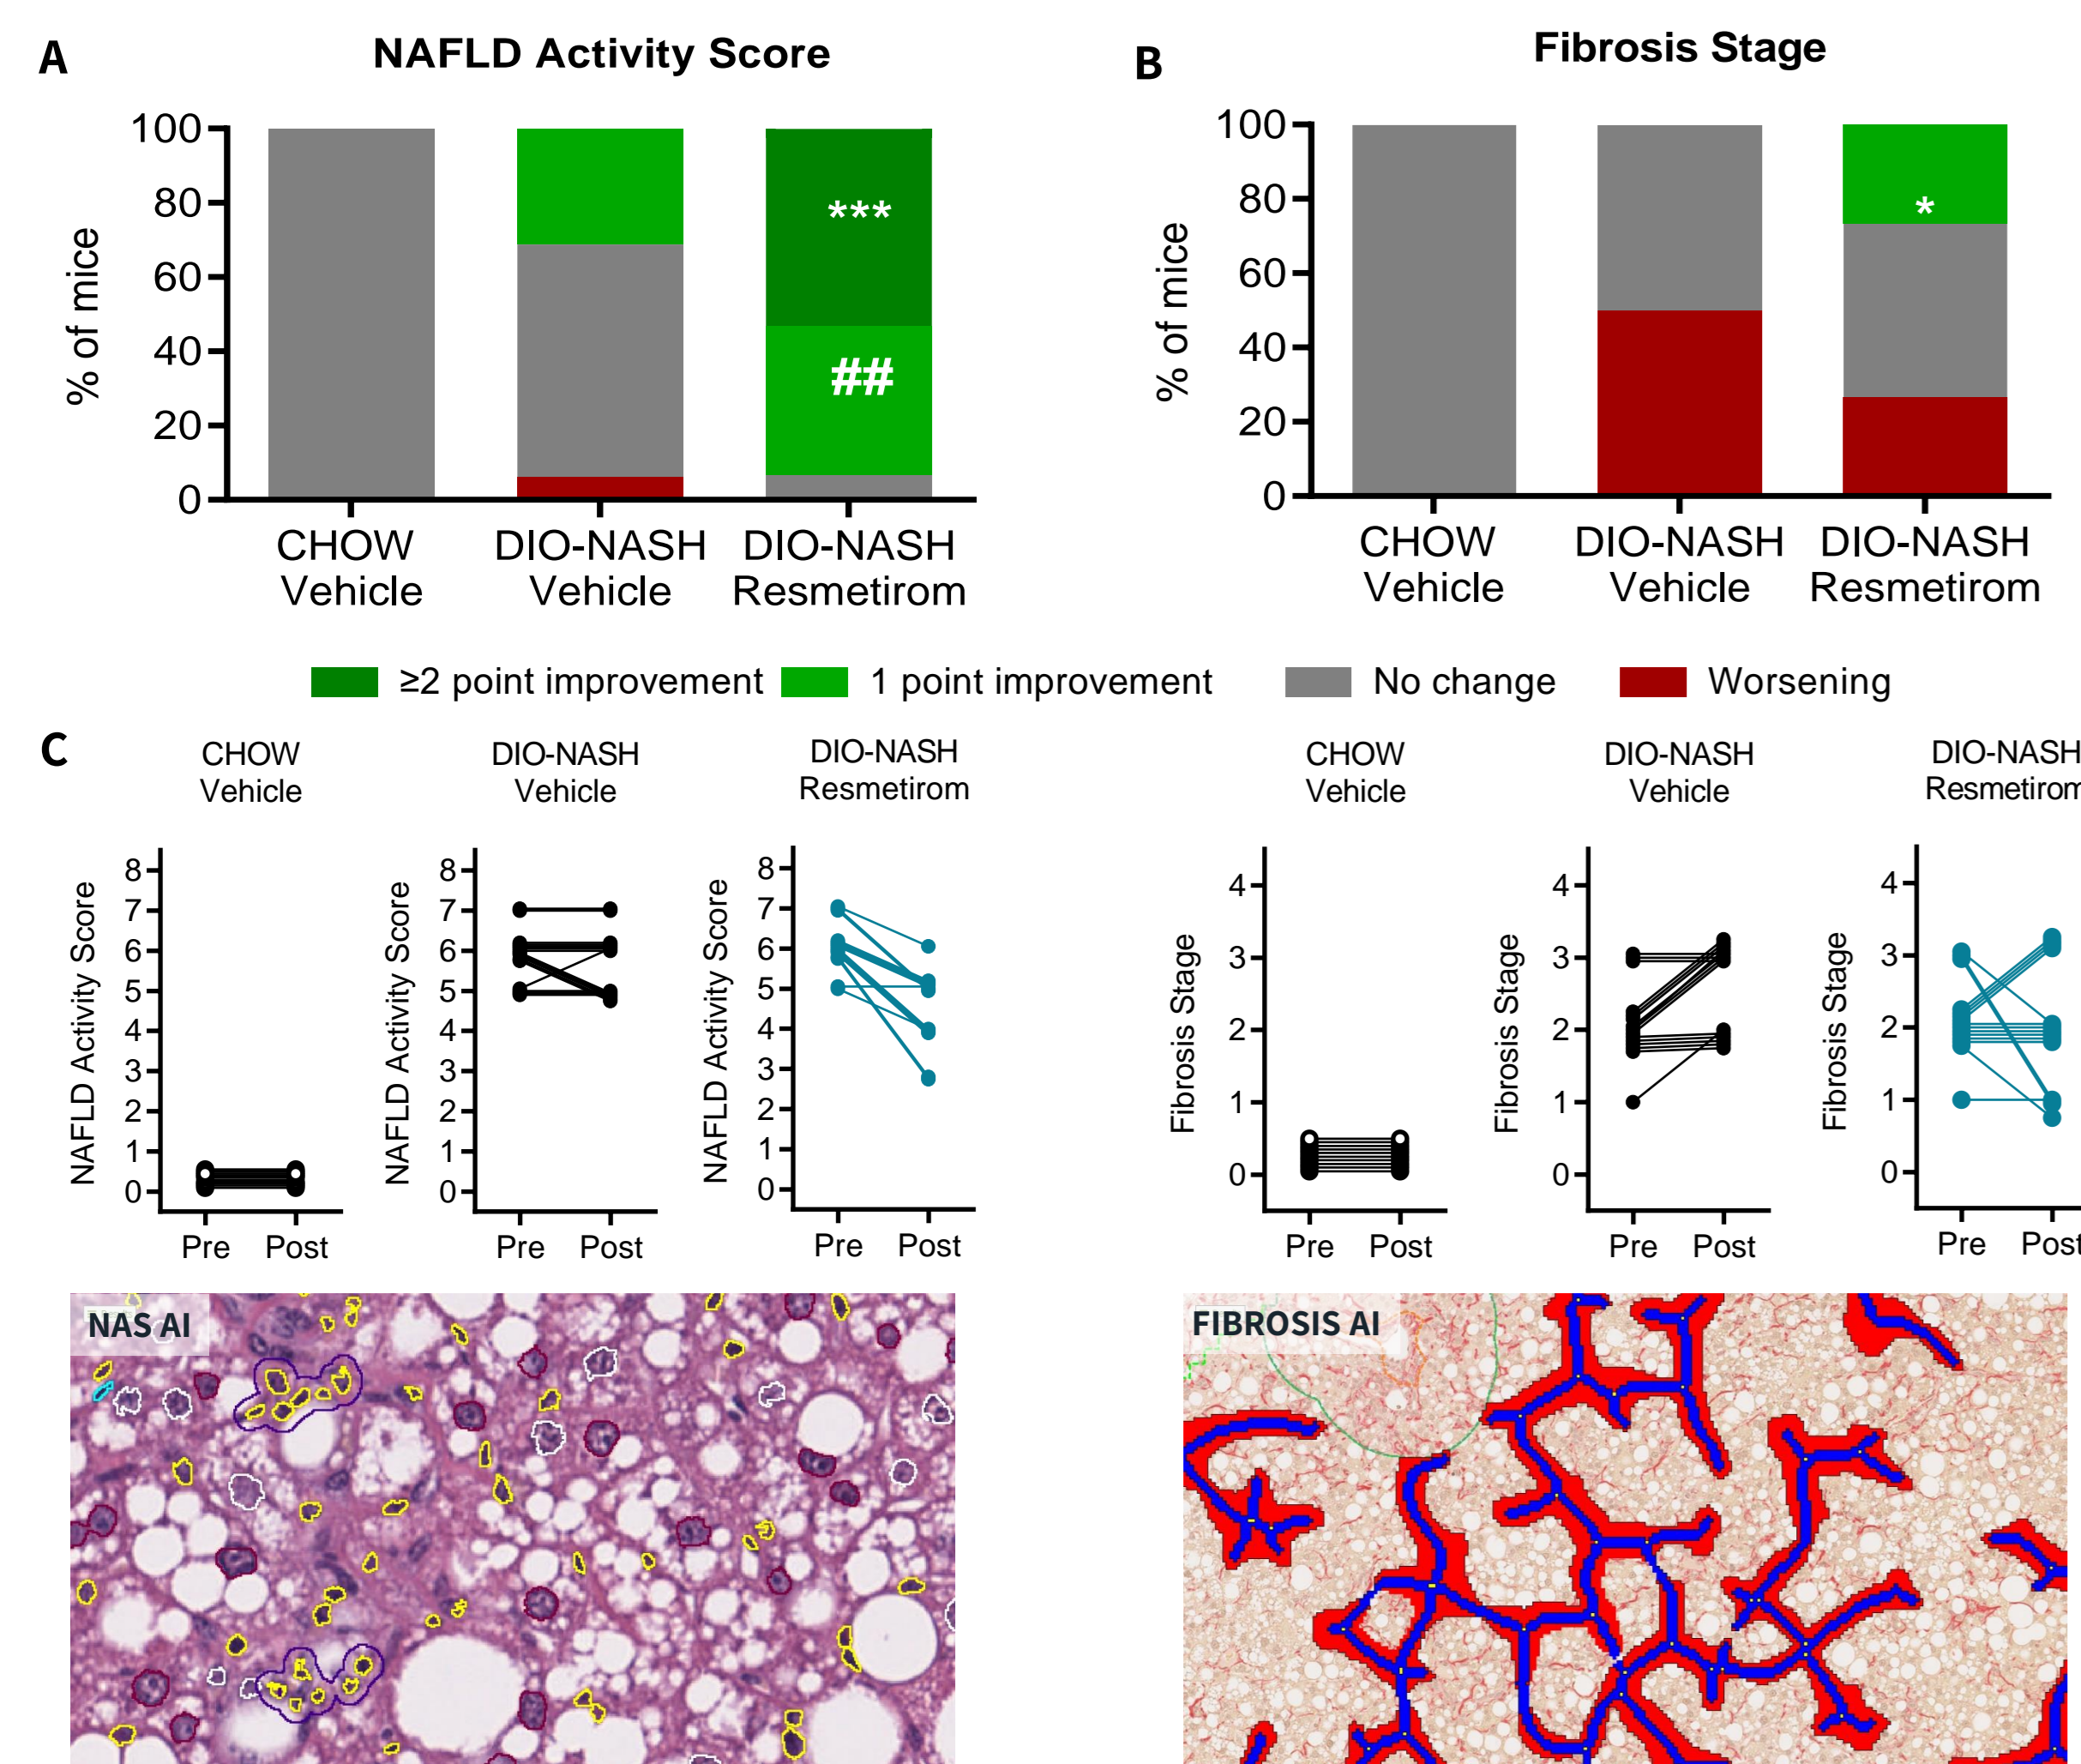 A
NAFLD Activity Score
% of mice
100
80
60
40
20
0
***
##
CHOW
Vehicle
DIO-NASH
Vehicle
DIO-NASH
Resmetirom
B
Fibrosis Stage
% of mice
100
80
60
40
20
0
*
CHOW
Vehicle
DIO-NASH
Vehicle
DIO-NASH
Resmetirom
≥2 point improvement
1 point improvement
No change
Worsening
C
CHOW
Vehicle
NAFLD Activity Score
8
7
6
5
4
3
2
1
0
Pre Post
DIO-NASH
Vehicle
NAFLD Activity Score
8
7
6
5
4
3
2
1
0
Pre Post
DIO-NASH
Resmetirom
NAFLD Activity Score
8
7
6
5
4
3
2
1
0
Pre Post
CHOW
Vehicle
Fibrosis Stage
4
3
2
1
0
Pre Post
DIO-NASH
Vehicle
Fibrosis Stage
4
3
2
1
0
Pre Post
DIO-NASH
Resmetirom
Fibrosis Stage
4
3
2
1
0
Pre Post
NAS AI
FIBROSIS AI